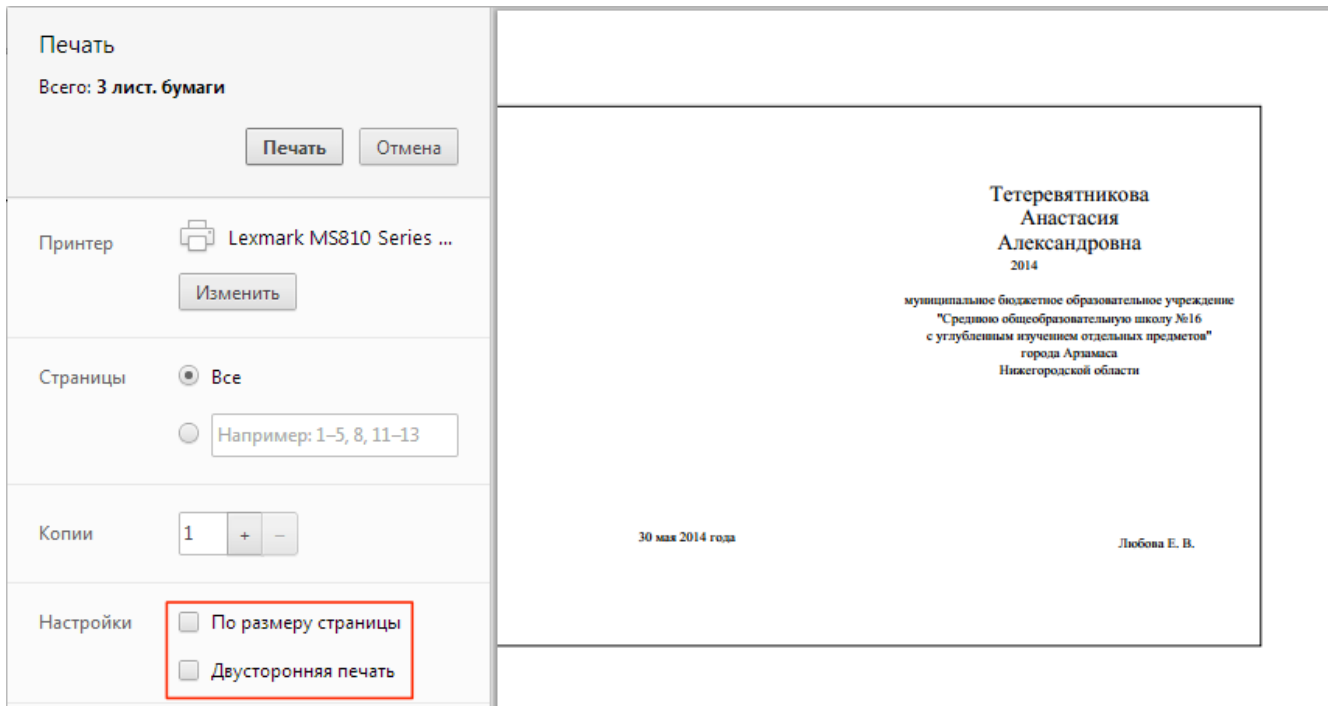 Печать
Всего: 3 лист. бумаги
Печать Отмена
Принтер Lexmark MS810 Series ...
Изменить
Страницы Все
Например: 1–5, 8, 11–13
Копии 1 + –
Настройки По размеру страницы
Двусторонняя печать
Тетеревятникова
Анастасия
Александровна
2014
муниципальное бюджетное образовательное учреждение
"Среднюю общеобразовательную школу №16
с углубленным изучением отдельных предметов"
города Арзамаса
Нижегородской области
30 мая 2014 года
Любова Е. В.